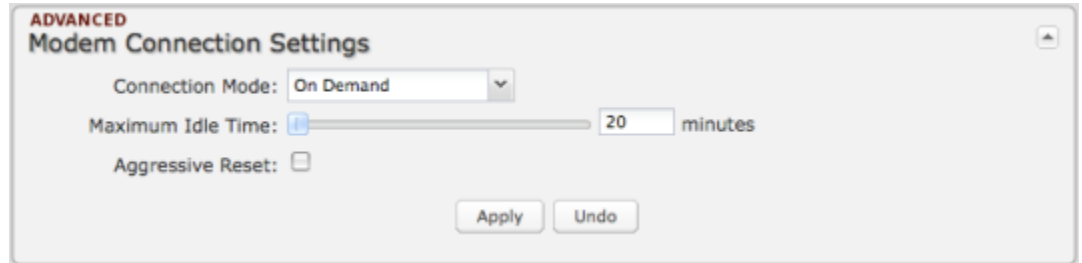 ADVANCED
Modem Connection Settings
Connection Mode: On Demand
Maximum Idle Time: 20 minutes
Aggressive Reset:
Apply Undo